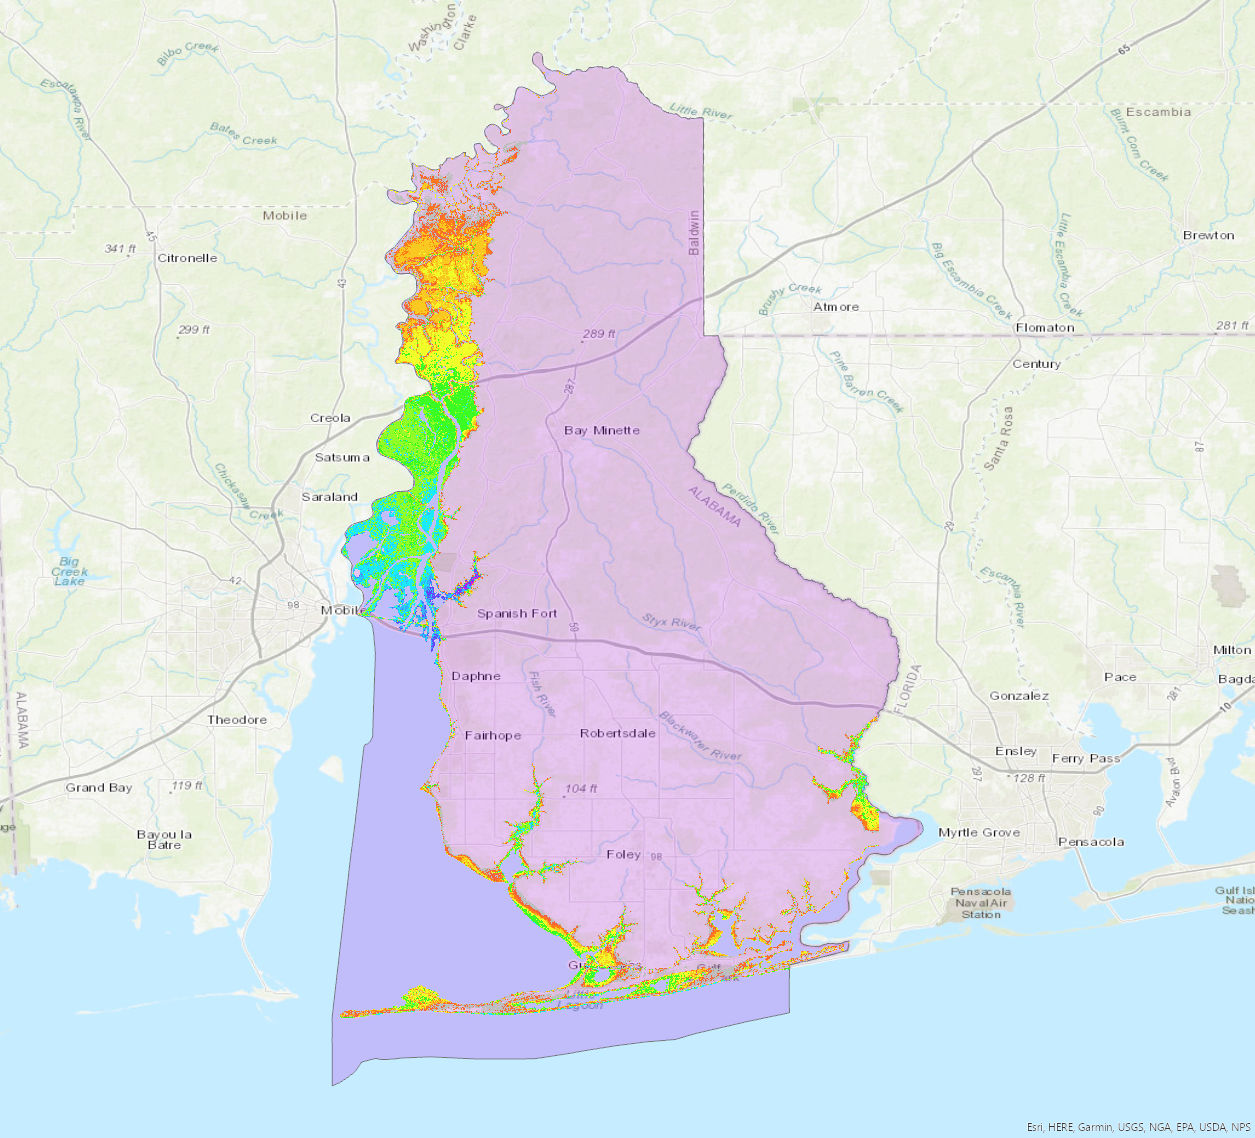 Washington
Clarke
65
Bilbo Creek
Escatawpa River
Little River
Escambia
Bates Creek
Burnt Corn Creek
Mobile
45
Baldwin
Little Escambia Creek
Brewton
341 ft
Citronelle
43
Big Escambia Creek
Brushy Creek
Atmore
299 ft
289 ft
Flomaton
281 ft
Century
Pine Barren Creek
287
Creola
Bay Minette
Santa Rosa
87
Satsuma
Chickasaw Creek
Saraland
ALABAMA
Perdido River
29
Big
Creek
Lake
42
98
Mobile
Spanish Fort
59
Styx River
Escambia River
Milton
Daphne
Fish River
FLORIDA
Pace
Bagda
281
Gonzalez
10
ALABAMA
Theodore
Fairhope
Robertsdale
Blackwater River
Ensley
Ferry Pass
297
128 ft
Avalon Blvd
Grand Bay
119 ft
104 ft
90
uge
Bayou la
Batre
Myrtle Grove
Pensacola
Foley
98
Pensacola
Naval Air
Station
Gulf Isl
Natio
Seash
Gulf
Little
Lagoon
Esri, HERE, Garmin, USGS, NGA, EPA, USDA, NPS